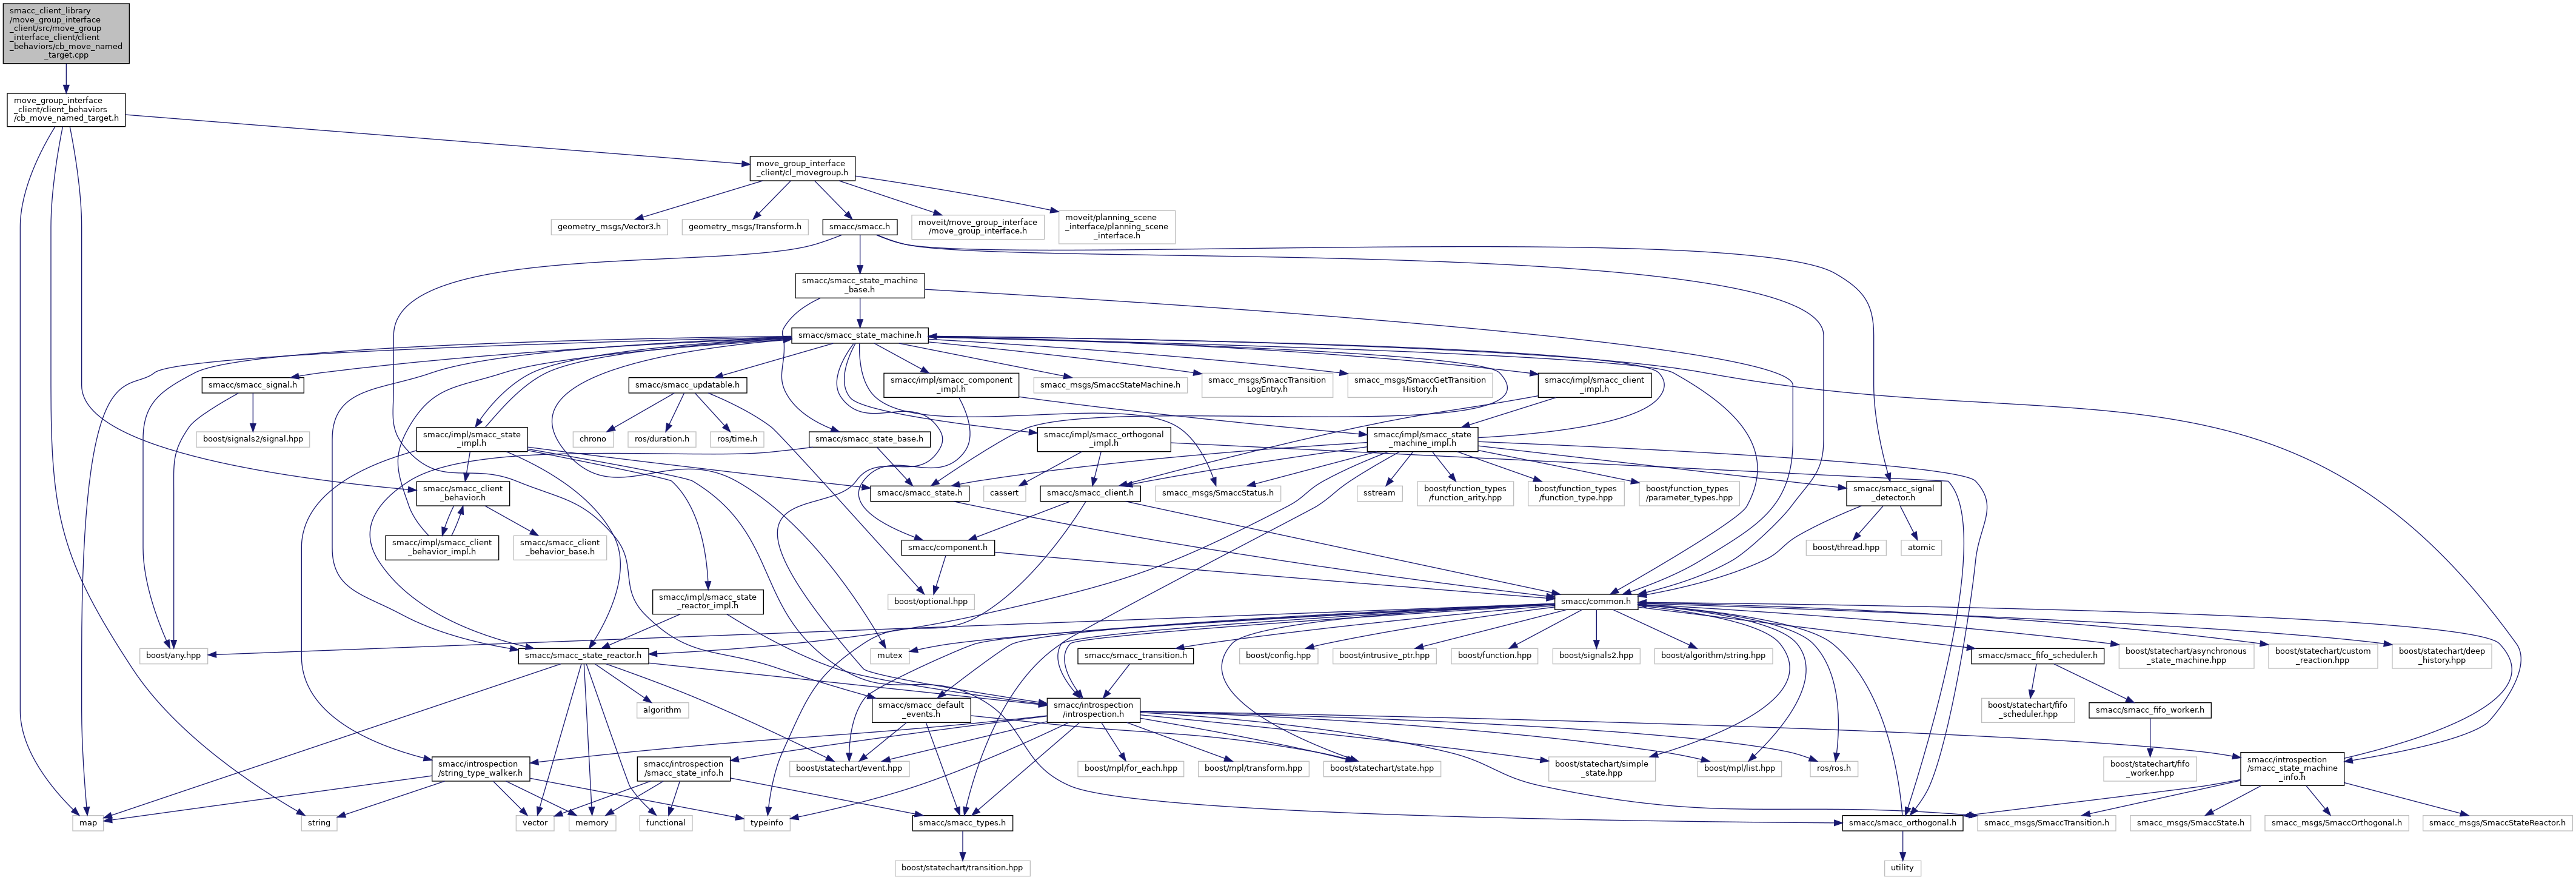 smacc_client_library
/move_group_interface
_client/src/move_group
_interface_client/client
_behaviors/cb_move_named
_target.cpp
move_group_interface
_client/client_behaviors
/cb_move_named_target.h
move_group_interface
_client/cl_movegroup.h
geometry_msgs/Vector3.h
geometry_msgs/Transform.h
smacc/smacc.h
moveit/move_group_interface
/move_group_interface.h
moveit/planning_scene
_interface/planning_scene
_interface.h
smacc/smacc_state_machine
_base.h
smacc/smacc_state_machine.h
smacc/smacc_signal.h
smacc/smacc_updatable.h
smacc/impl/smacc_component
_impl.h
smacc_msgs/SmaccStateMachine.h
smacc_msgs/SmaccTransition
LogEntry.h
smacc_msgs/SmaccGetTransition
History.h
smacc/impl/smacc_client
_impl.h
boost/signals2/signal.hpp
smacc/impl/smacc_state
_impl.h
chrono
ros/duration.h
ros/time.h
smacc/smacc_state_base.h
smacc/impl/smacc_orthogonal
_impl.h
smacc/impl/smacc_state
_machine_impl.h
smacc/smacc_client
_behavior.h
smacc/smacc_state.h
cassert
smacc/smacc_client.h
smacc_msgs/SmaccStatus.h
sstream
boost/function_types
/function_arity.hpp
boost/function_types
/function_type.hpp
boost/function_types
/parameter_types.hpp
smacc/smacc_signal
_detector.h
smacc/impl/smacc_client
_behavior_impl.h
smacc/smacc_client
_behavior_base.h
smacc/component.h
boost/thread.hpp
atomic
smacc/impl/smacc_state
_reactor_impl.h
boost/optional.hpp
smacc/common.h
boost/any.hpp
smacc/smacc_state_reactor.h
mutex
smacc/smacc_transition.h
boost/config.hpp
boost/intrusive_ptr.hpp
boost/function.hpp
boost/signals2.hpp
boost/algorithm/string.hpp
smacc/smacc_fifo_scheduler.h
boost/statechart/asynchronous
_state_machine.hpp
boost/statechart/custom
_reaction.hpp
boost/statechart/deep
_history.hpp
algorithm
smacc/smacc_default
_events.h
smacc/introspection
/introspection.h
boost/statechart/fifo
_scheduler.hpp
smacc/smacc_fifo_worker.h
smacc/introspection
/string_type_walker.h
smacc/introspection
/smacc_state_info.h
boost/statechart/event.hpp
boost/mpl/for_each.hpp
boost/mpl/transform.hpp
boost/statechart/state.hpp
boost/statechart/simple
_state.hpp
boost/mpl/list.hpp
ros/ros.h
boost/statechart/fifo
_worker.hpp
smacc/introspection
/smacc_state_machine
_info.h
map
string
vector
memory
functional
typeinfo
smacc/smacc_types.h
smacc/smacc_orthogonal.h
smacc_msgs/SmaccTransition.h
smacc_msgs/SmaccState.h
smacc_msgs/SmaccOrthogonal.h
smacc_msgs/SmaccStateReactor.h
boost/statechart/transition.hpp
utility